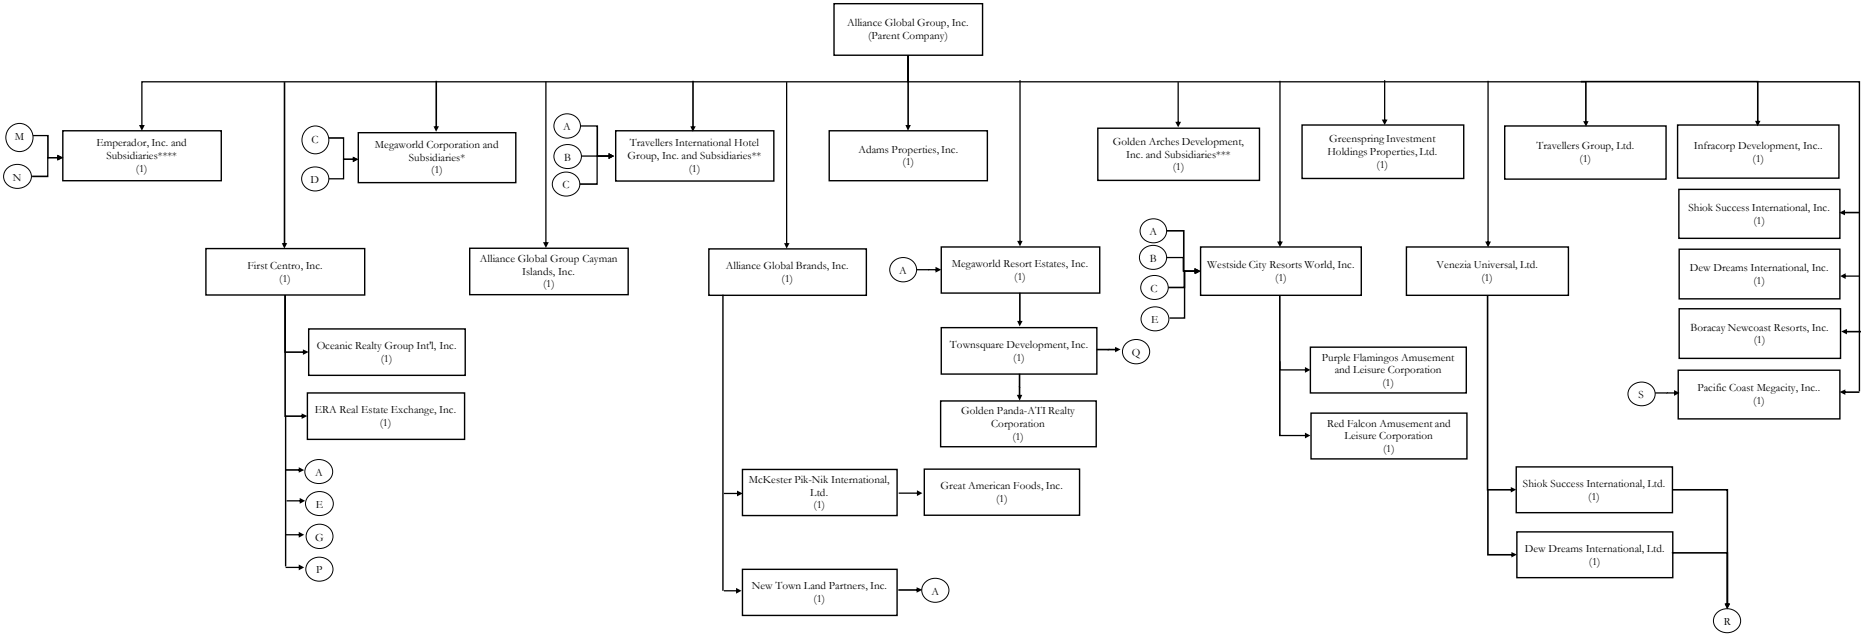 Alliance Global Group, Inc.
(Parent Company)
M
N
Emperador, Inc. and
Subsidiaries****
(1)
C
D
Megaworld Corporation and
Subsidiaries*
(1)
A
B
C
Travellers International Hotel
Group, Inc. and Subsidiaries**
(1)
Adams Properties, Inc.
(1)
Golden Arches Development,
Inc. and Subsidiaries***
(1)
Greenspring Investment
Holdings Properties, Ltd.
(1)
Travellers Group, Ltd.
(1)
Infracorp Development, Inc..
(1)
Shiok Success International, Inc.
(1)
Dew Dreams International, Inc.
(1)
Boracay Newcoast Resorts, Inc.
(1)
S
Pacific Coast Megacity, Inc..
(1)
First Centro, Inc.
(1)
Alliance Global Group Cayman
Islands, Inc.
(1)
Alliance Global Brands, Inc.
(1)
A
Megaworld Resort Estates, Inc.
(1)
A
B
C
E
Westside City Resorts World, Inc.
(1)
Venezia Universal, Ltd.
(1)
Oceanic Realty Group Int'l, Inc.
(1)
ERA Real Estate Exchange, Inc.
(1)
A
E
G
P
Townsquare Development, Inc.
(1)
Q
Golden Panda-ATI Realty
Corporation
(1)
Purple Flamingos Amusement
and Leisure Corporation
(1)
Red Falcon Amusement and
Leisure Corporation
(1)
McKester Pik-Nik International,
Ltd.
(1)
Great American Foods, Inc.
(1)
New Town Land Partners, Inc.
(1)
A
Shiok Success International, Ltd.
(1)
Dew Dreams International, Ltd.
(1)
R